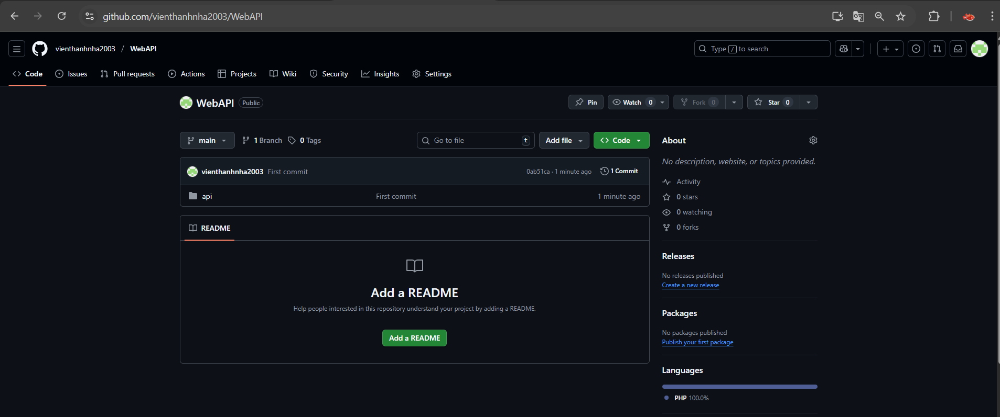 github.com/vienthanhnha2003/WebAPI
vienthanhnha2003 / WebAPI
Type / to search
Code Issues Pull requests Actions Projects Wiki Security Insights Settings
WebAPI Public
Pin Watch 0 Fork 0 Star 0
main 1 Branch 0 Tags Go to file t Add file Code
vienthanhnha2003 First commit 0ab51ca · 1 minute ago 1 Commit
api First commit 1 minute ago
README
Add a README
Help people interested in this repository understand your project by adding a README.
Add a README
About
No description, website, or topics provided.
Activity
0 stars
0 watching
0 forks
Releases
No releases published
Create a new release
Packages
No packages published
Publish your first package
Languages
PHP 100.0%